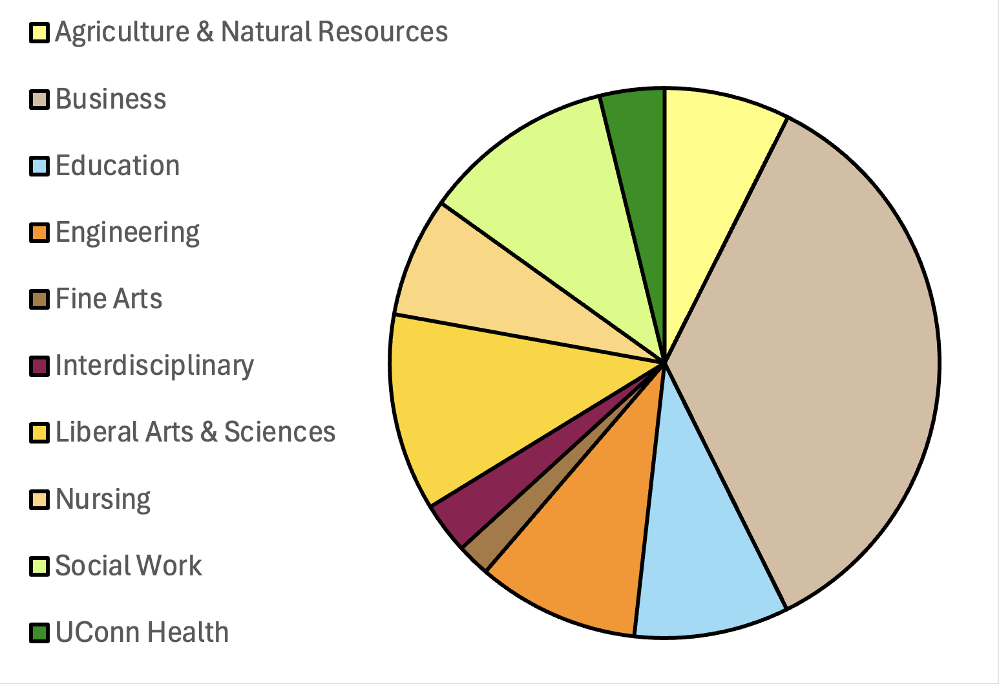 Agriculture & Natural Resources
Business
Education
Engineering
Fine Arts
Interdisciplinary
Liberal Arts & Sciences
Nursing
Social Work
UConn Health